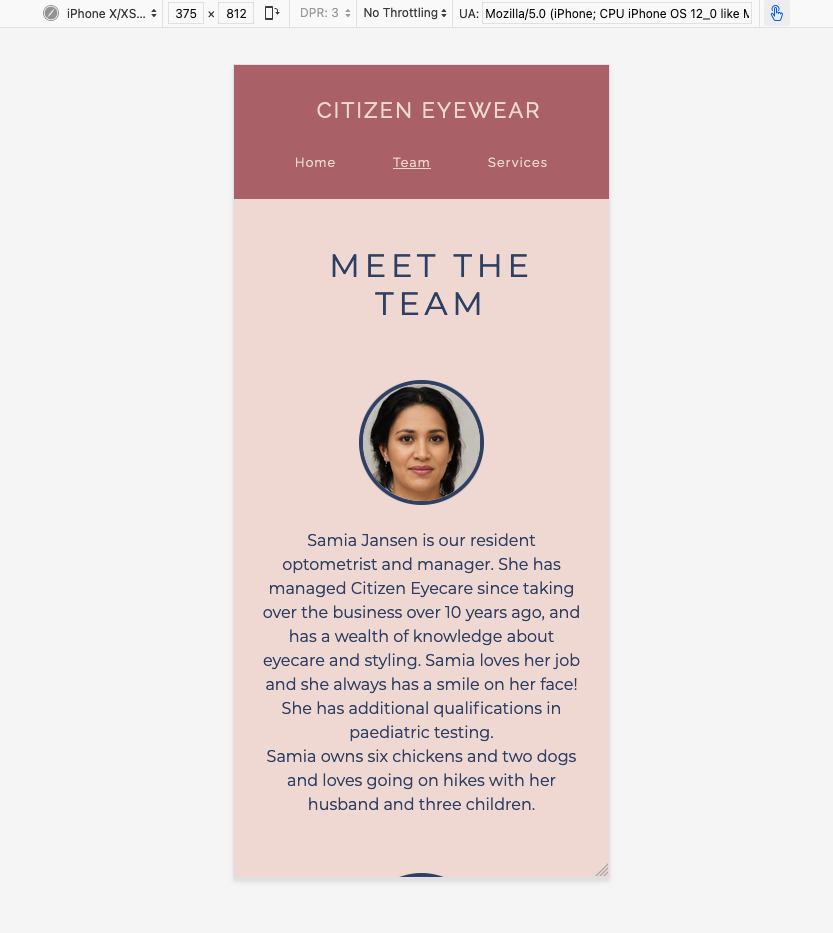 iPhone X/XS... 375 × 812 DPR: 3 No Throttling UA: Mozilla/5.0 (iPhone; CPU iPhone OS 12_0 like
CITIZEN EYEWEAR
Home Team Services
MEET THE
TEAM
Samia Jansen is our resident
optometrist and manager. She has
managed Citizen Eyecare since taking
over the business over 10 years ago, and
has a wealth of knowledge about
eyecare and styling. Samia loves her job
and she always has a smile on her face!
She has additional qualifications in
paediatric testing.
Samia owns six chickens and two dogs
and loves going on hikes with her
husband and three children.